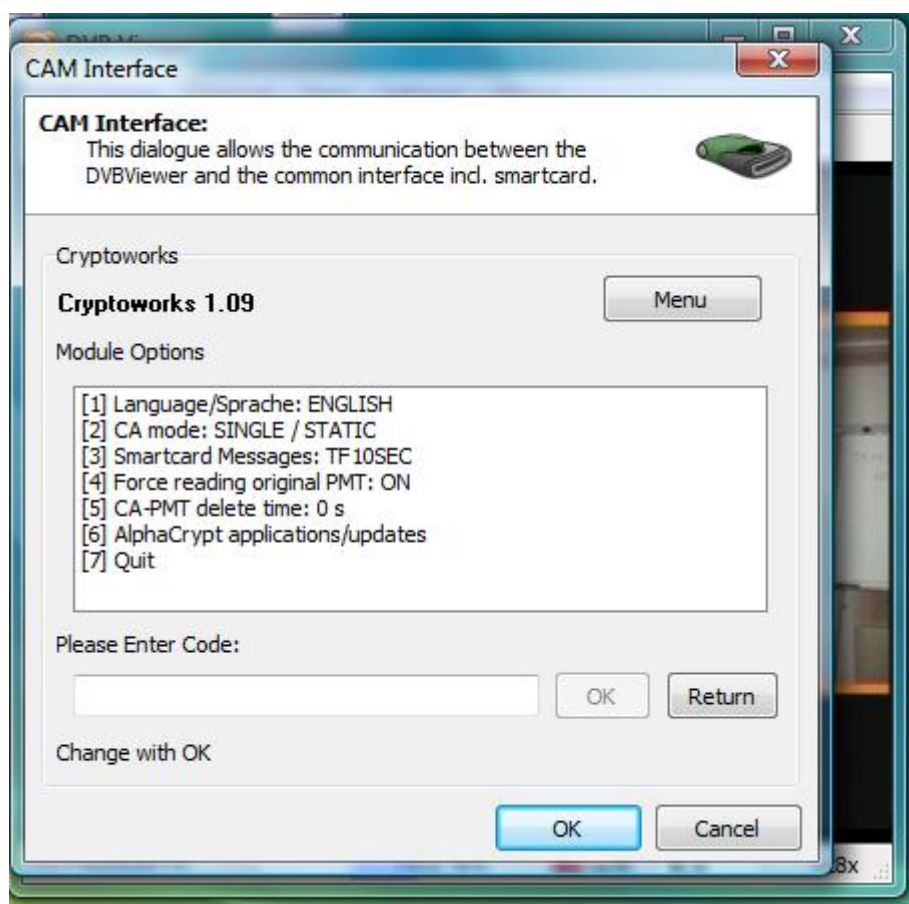 CAM Interface
CAM Interface:
This dialogue allows the communication between the
DVBViewer and the common interface incl. smartcard.
Cryptoworks
Cryptoworks 1.09
Menu
Module Options
[1] Language/Sprache: ENGLISH
[2] CA mode: SINGLE / STATIC
[3] Smartcard Messages: TF10SEC
[4] Force reading original PMT: ON
[5] CA-PMT delete time: 0 s
[6] AlphaCrypt applications/updates
[7] Quit
Please Enter Code:
OK
Return
Change with OK
OK
Cancel